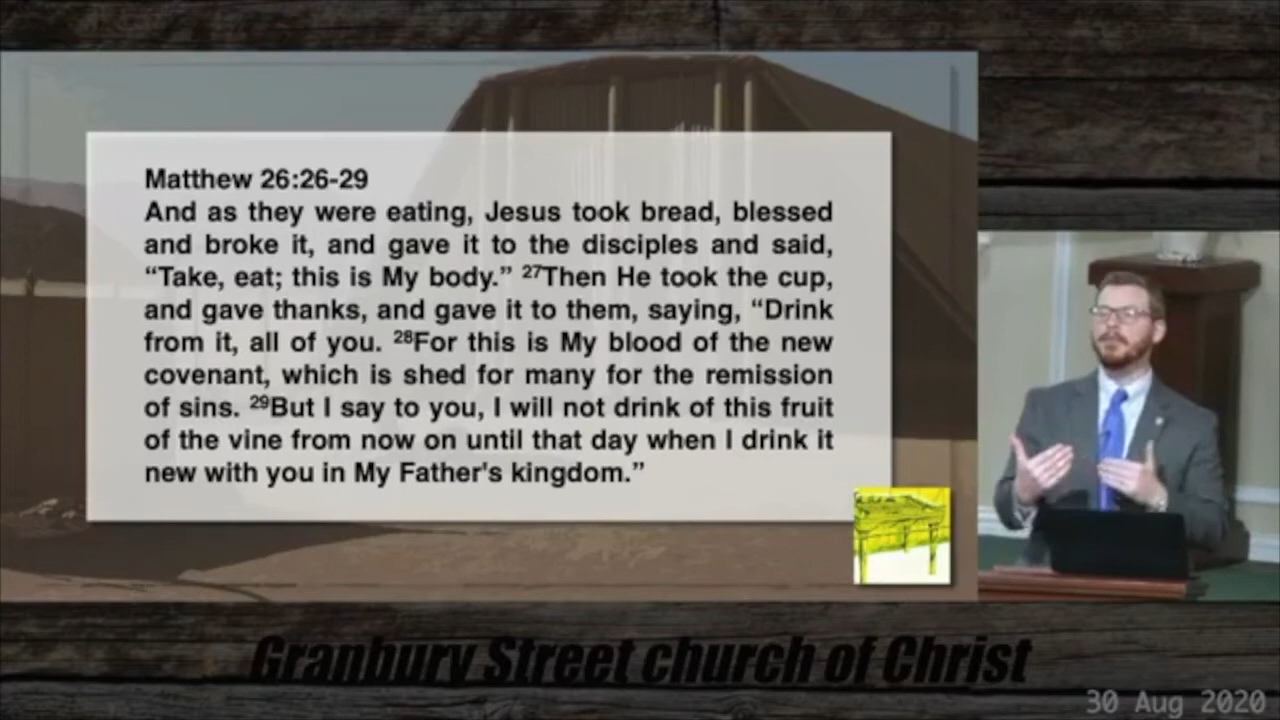 Matthew 26:26-29
And as they were eating, Jesus took bread, blessed
and broke it, and gave it to the disciples and said,
“Take, eat; this is My body.” ²⁷Then He took the cup,
and gave thanks, and gave it to them, saying, “Drink
from it, all of you. ²⁸For this is My blood of the new
covenant, which is shed for many for the remission
of sins. ²⁹But I say to you, I will not drink of this fruit
of the vine from now on until that day when I drink it
new with you in My Father's kingdom.”
Granbury Street church of Christ
30 Aug 2020